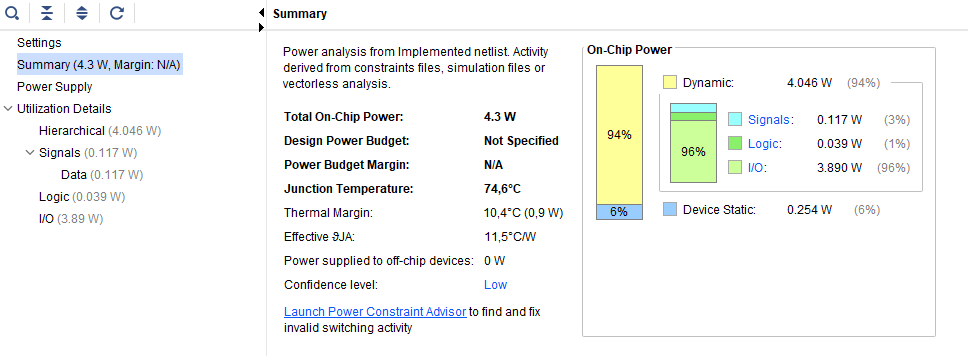 Summary
Settings
Summary (4.3 W, Margin: N/A)
Power Supply
Utilization Details
Hierarchical (4.046 W)
Signals (0.117 W)
Data (0.117 W)
Logic (0.039 W)
I/O (3.89 W)
Power analysis from Implemented netlist. Activity
derived from constraints files, simulation files or
vectorless analysis.
Total On-Chip Power: 4.3 W
Design Power Budget: Not Specified
Power Budget Margin: N/A
Junction Temperature: 74,6°C
Thermal Margin: 10,4°C (0,9 W)
Effective ϑJA: 11,5°C/W
Power supplied to off-chip devices: 0 W
Confidence level: Low
Launch Power Constraint Advisor to find and fix
invalid switching activity
On-Chip Power
94%
6%
Dynamic: 4.046 W (94%)
96%
Signals: 0.117 W (3%)
Logic: 0.039 W (1%)
I/O: 3.890 W (96%)
Device Static: 0.254 W (6%)